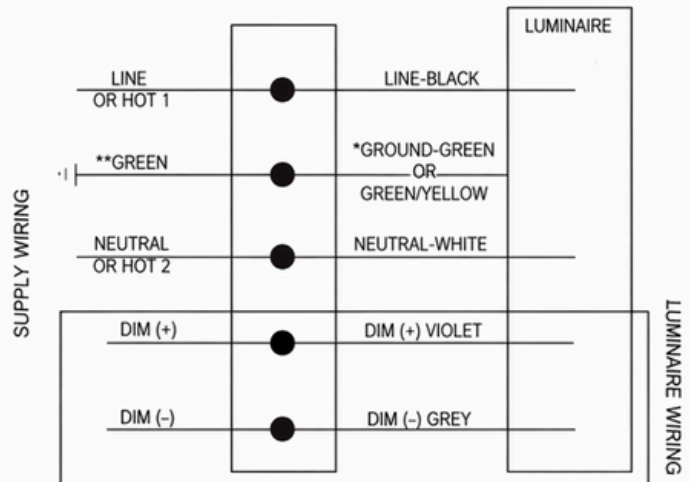 LUMINAIRE
LINE
OR HOT 1
LINE-BLACK
**GREEN
*GROUND-GREEN
OR
GREEN/YELLOW
NEUTRAL
OR HOT 2
NEUTRAL-WHITE
SUPPLY WIRING
DIM (+)
DIM (+) VIOLET
DIM (–)
DIM (–) GREY
LUMINAIRE WIRING